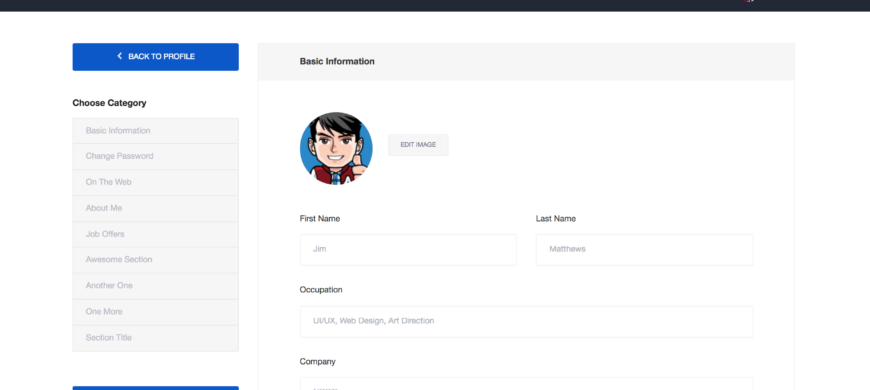 BACK TO PROFILE
Choose Category
Basic Information
Change Password
On The Web
About Me
Job Offers
Awesome Section
Another One
One More
Section Title
Basic Information
EDIT IMAGE
First Name
Last Name
Jim
Matthews
Occupation
UI/UX, Web Design, Art Direction
Company